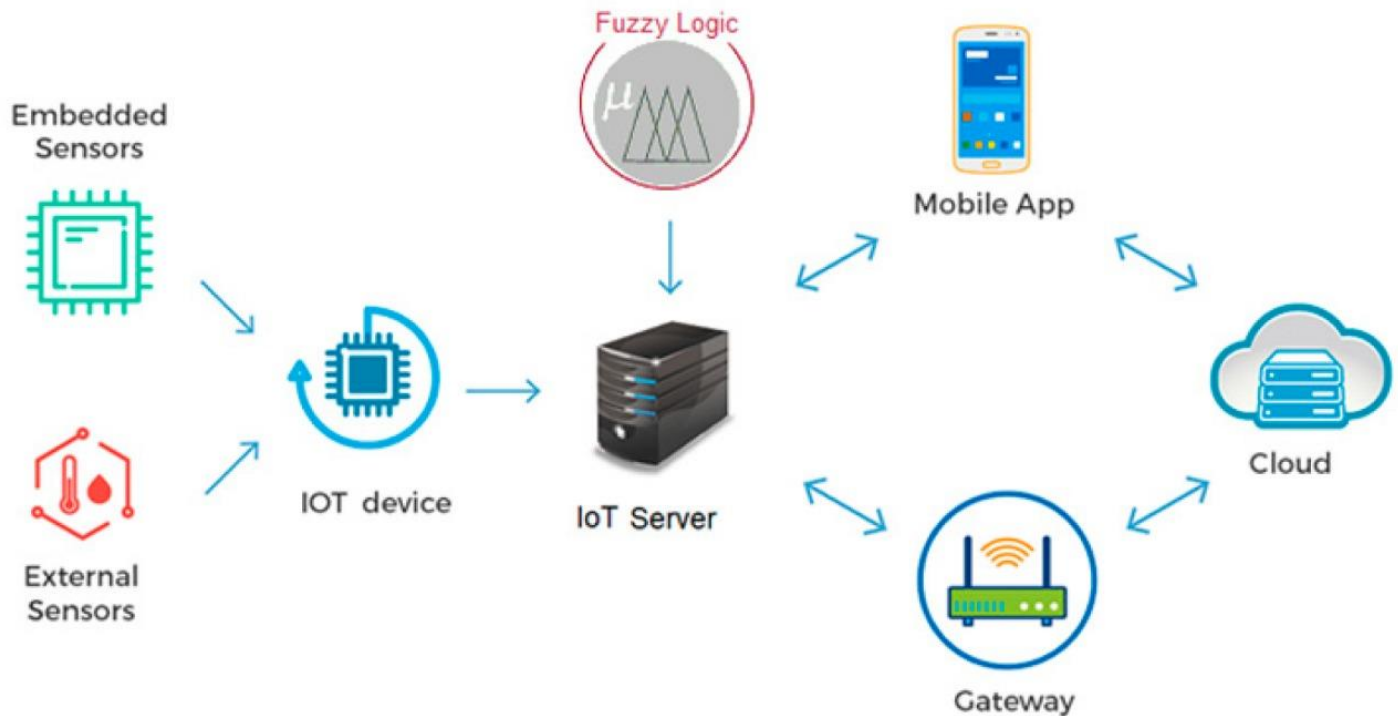 Fuzzy Logic
μ
Embedded
Sensors
Mobile App
IOT device
IoT Server
Cloud
External
Sensors
Gateway